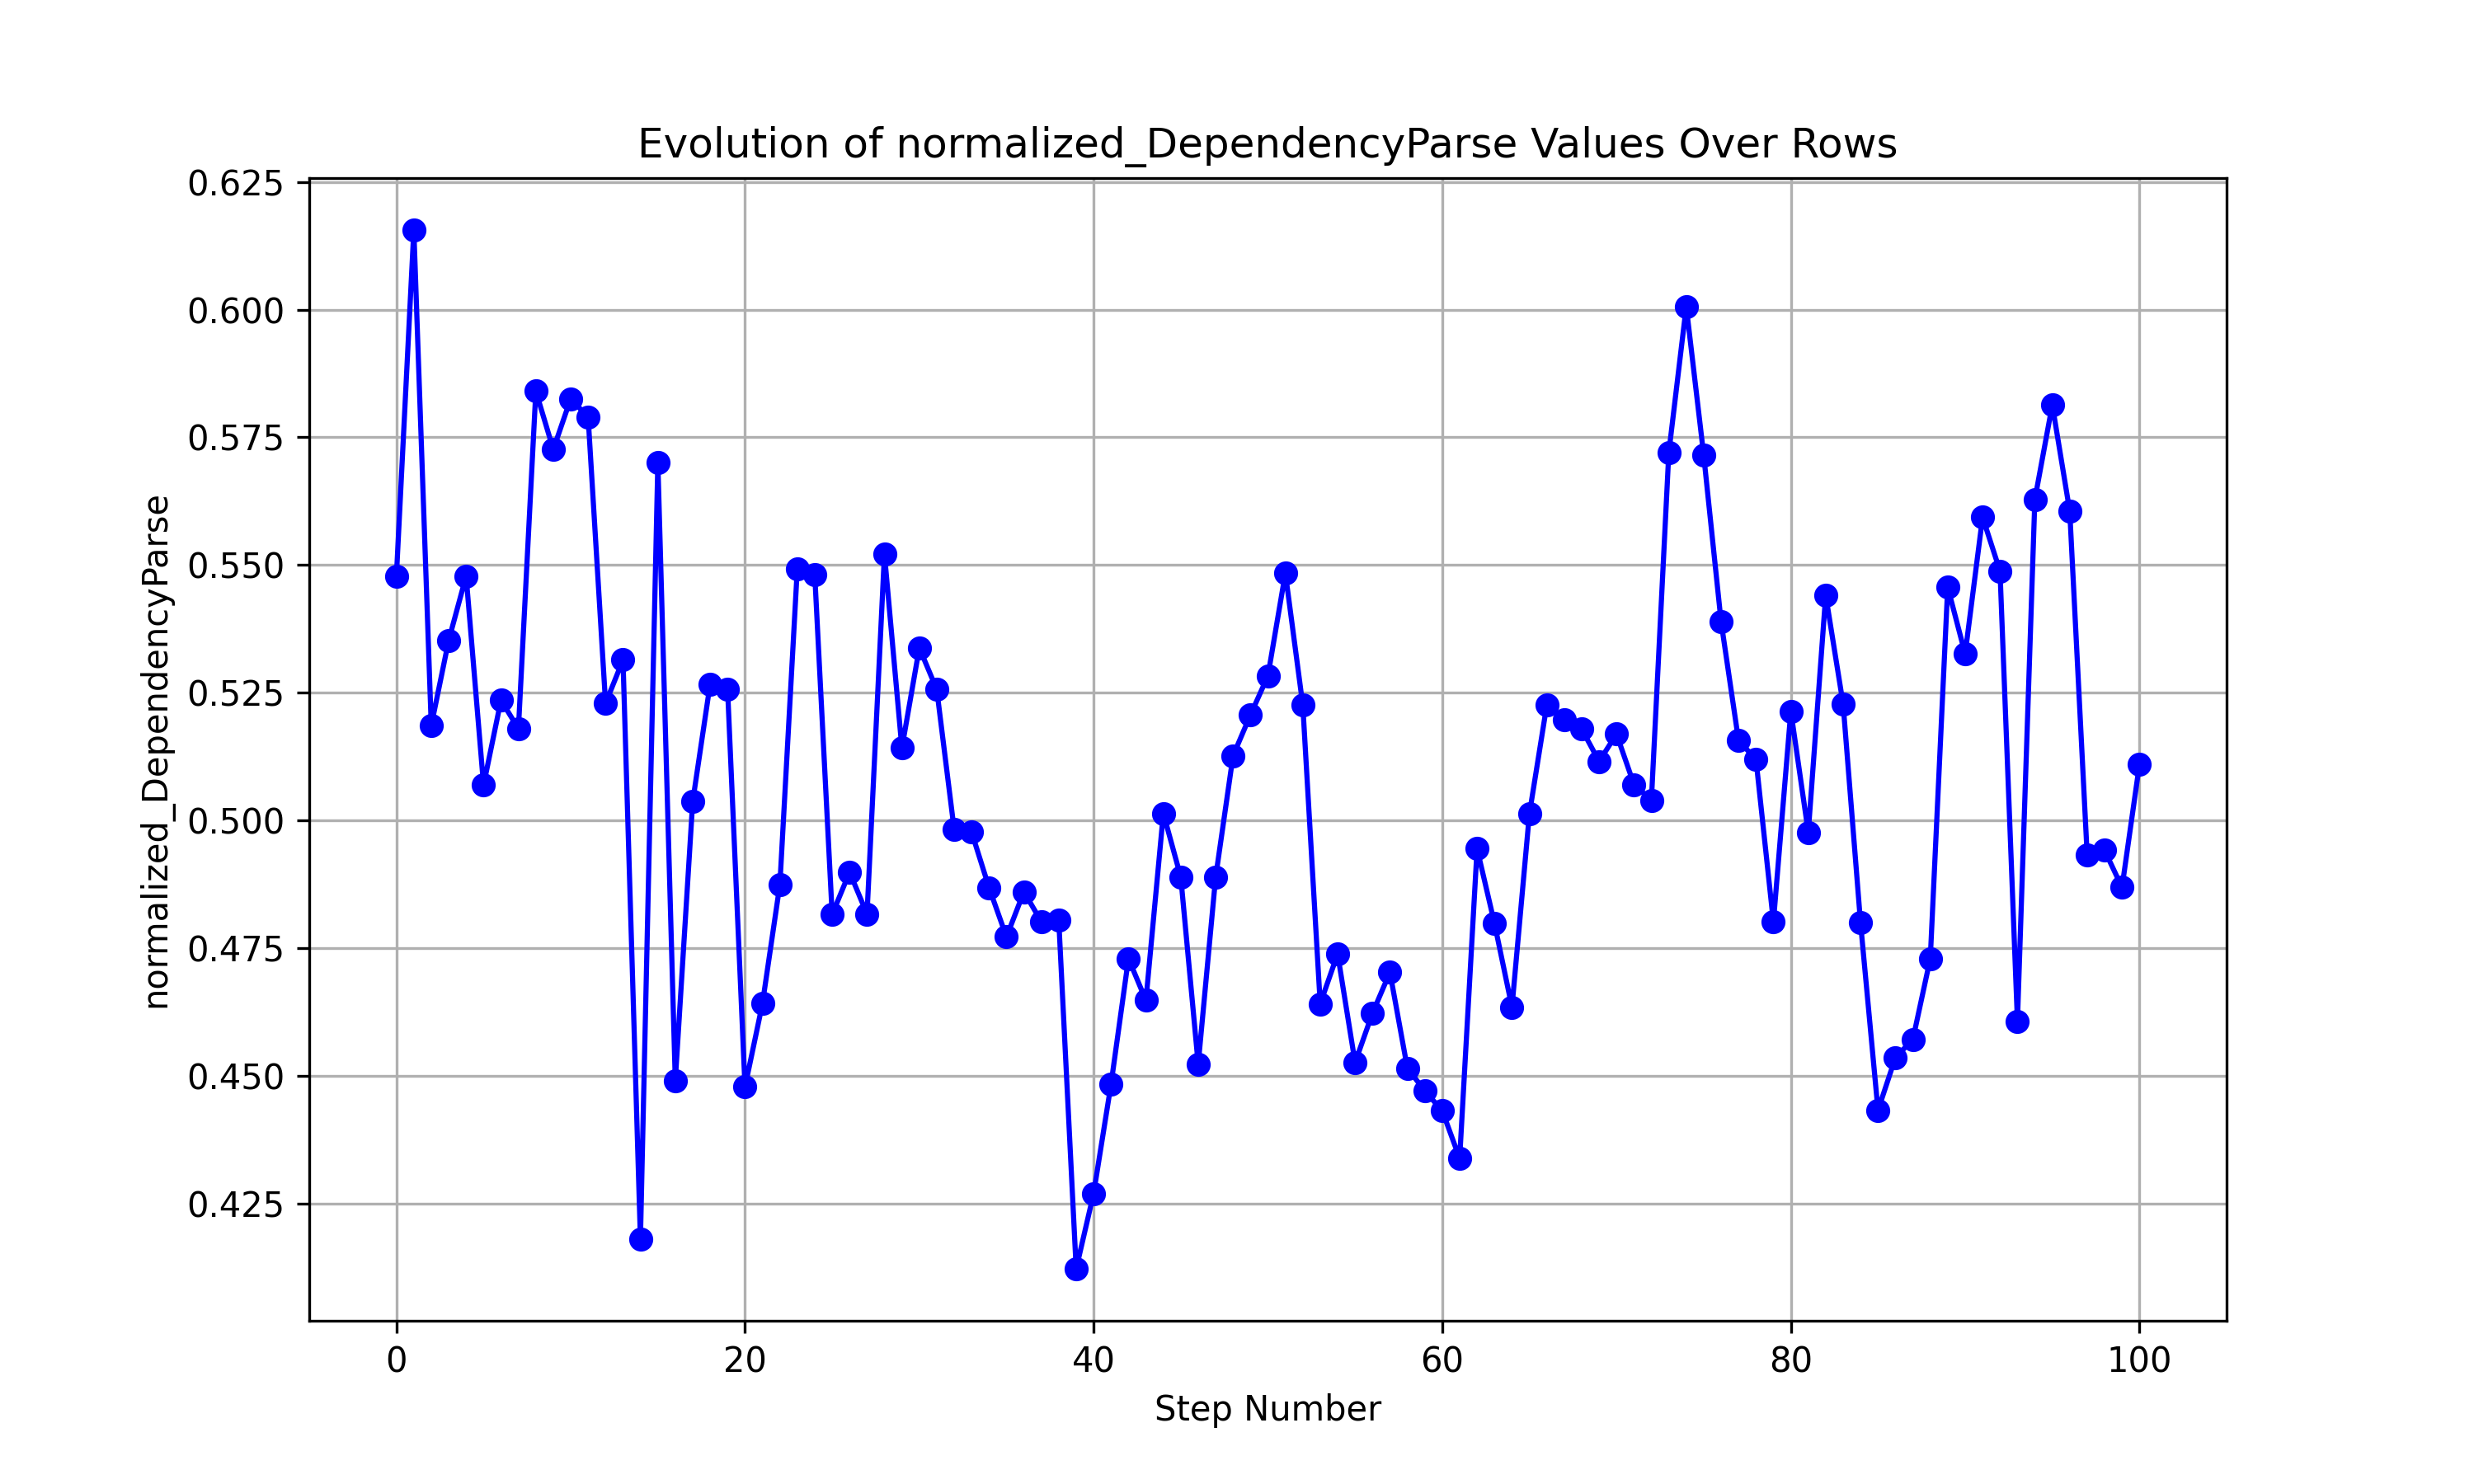 Evolution of normalized_DependencyParse Values Over Rows
normalized_DependencyParse
0.625
0.600
0.575
0.550
0.525
0.500
0.475
0.450
0.425
0 20 40 60 80 100
Step Number